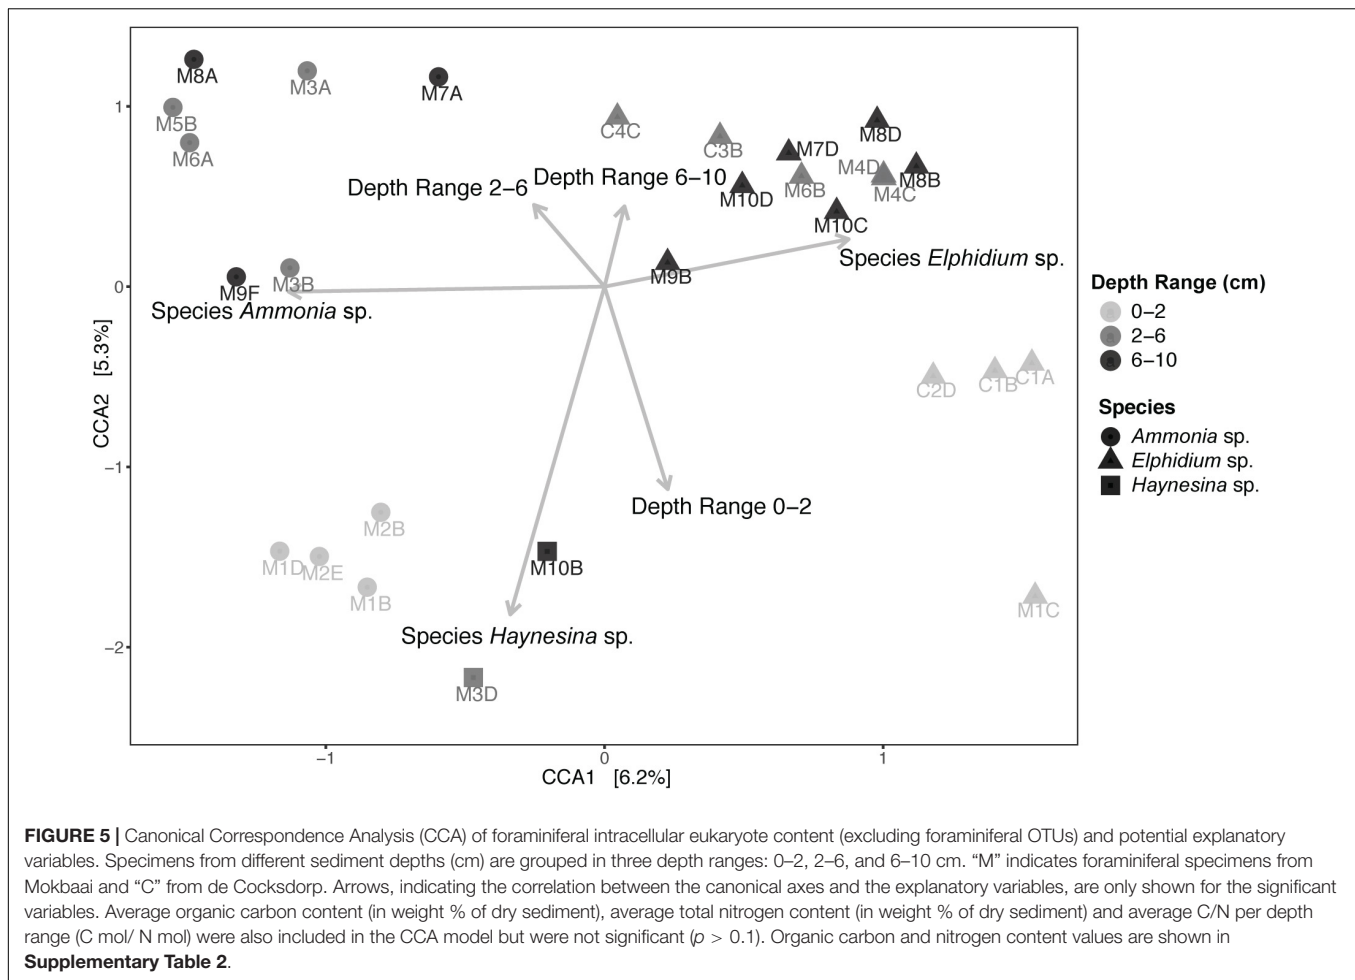 M8A
M3A
M7A
M5B
M6A
C4C
C3B
M8D
M7D
M4D
M8B
M6B
M4C
M10D
M10C
Depth Range 2–6
Depth Range 6–10
Species Elphidium sp.
M9B
M3B
M9F
Species Ammonia sp.
C2D
C1B
C1A
Depth Range 0–2
M2B
M1D
M2E
M1B
M10B
M1C
Species Haynesina sp.
M3D
1
0
−1
−2
CCA2 [5.3%]
−1
0
1
CCA1 [6.2%]
Depth Range (cm)
0–2
2–6
6–10
Species
Ammonia sp.
Elphidium sp.
Haynesina sp.
FIGURE 5 | Canonical Correspondence Analysis (CCA) of foraminiferal intracellular eukaryote content (excluding foraminiferal OTUs) and potential explanatory
variables. Specimens from different sediment depths (cm) are grouped in three depth ranges: 0–2, 2–6, and 6–10 cm. “M” indicates foraminiferal specimens from
Mokbaai and “C” from de Cocksdorp. Arrows, indicating the correlation between the canonical axes and the explanatory variables, are only shown for the significant
variables. Average organic carbon content (in weight % of dry sediment), average total nitrogen content (in weight % of dry sediment) and average C/N per depth
range (C mol/ N mol) were also included in the CCA model but were not significant (p > 0.1). Organic carbon and nitrogen content values are shown in
Supplementary Table 2.